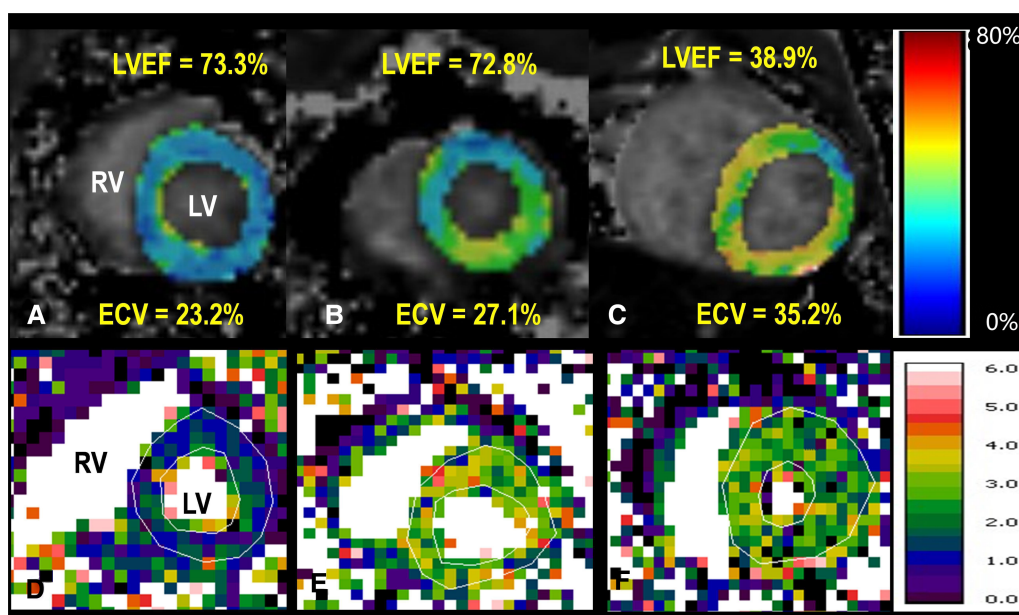 LVEF = 73.3%
LVEF = 72.8%
LVEF = 38.9%
80%
RV
LV
A
ECV = 23.2%
B
ECV = 27.1%
C
ECV = 35.2%
0%
6.0
5.0
4.0
3.0
2.0
1.0
0.0
RV
LV
D
E
F